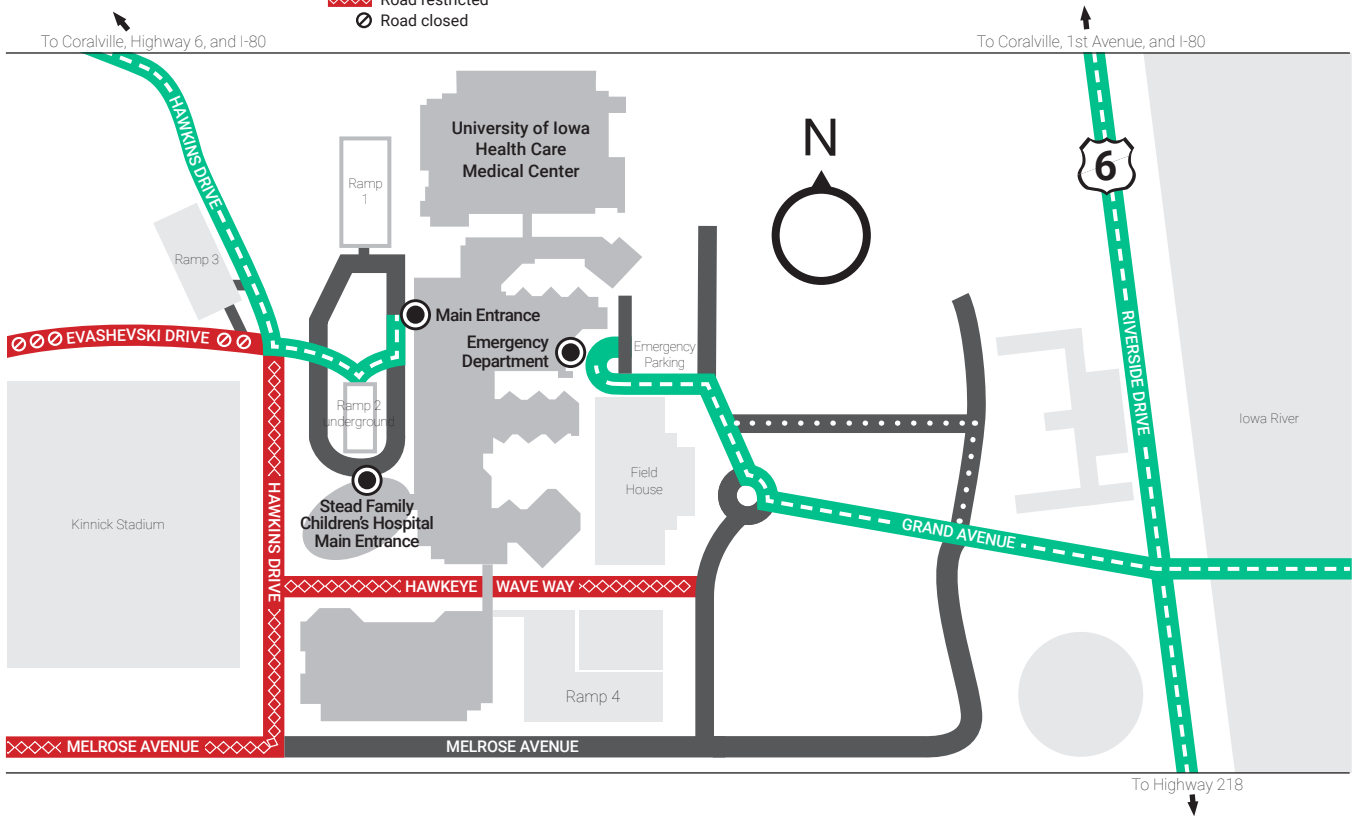 Road restricted
Road closed
To Coralville, Highway 6, and I-80
To Coralville, 1st Avenue, and I-80
HAWKINS DRIVE
University of Iowa
Health Care
Medical Center
N
6
Ramp
1
Ramp 3
Main Entrance
EVASHEVSKI DRIVE
Emergency
Department
Emergency
Parking
RIVERSIDE DRIVE
Ramp 2
underground
Iowa River
Field
House
Kinnick Stadium
HAWKINS DRIVE
Stead Family
Children's Hospital
Main Entrance
GRAND AVENUE
HAWKEYE WAVE WAY
Ramp 4
MELROSE AVENUE
MELROSE AVENUE
To Highway 218